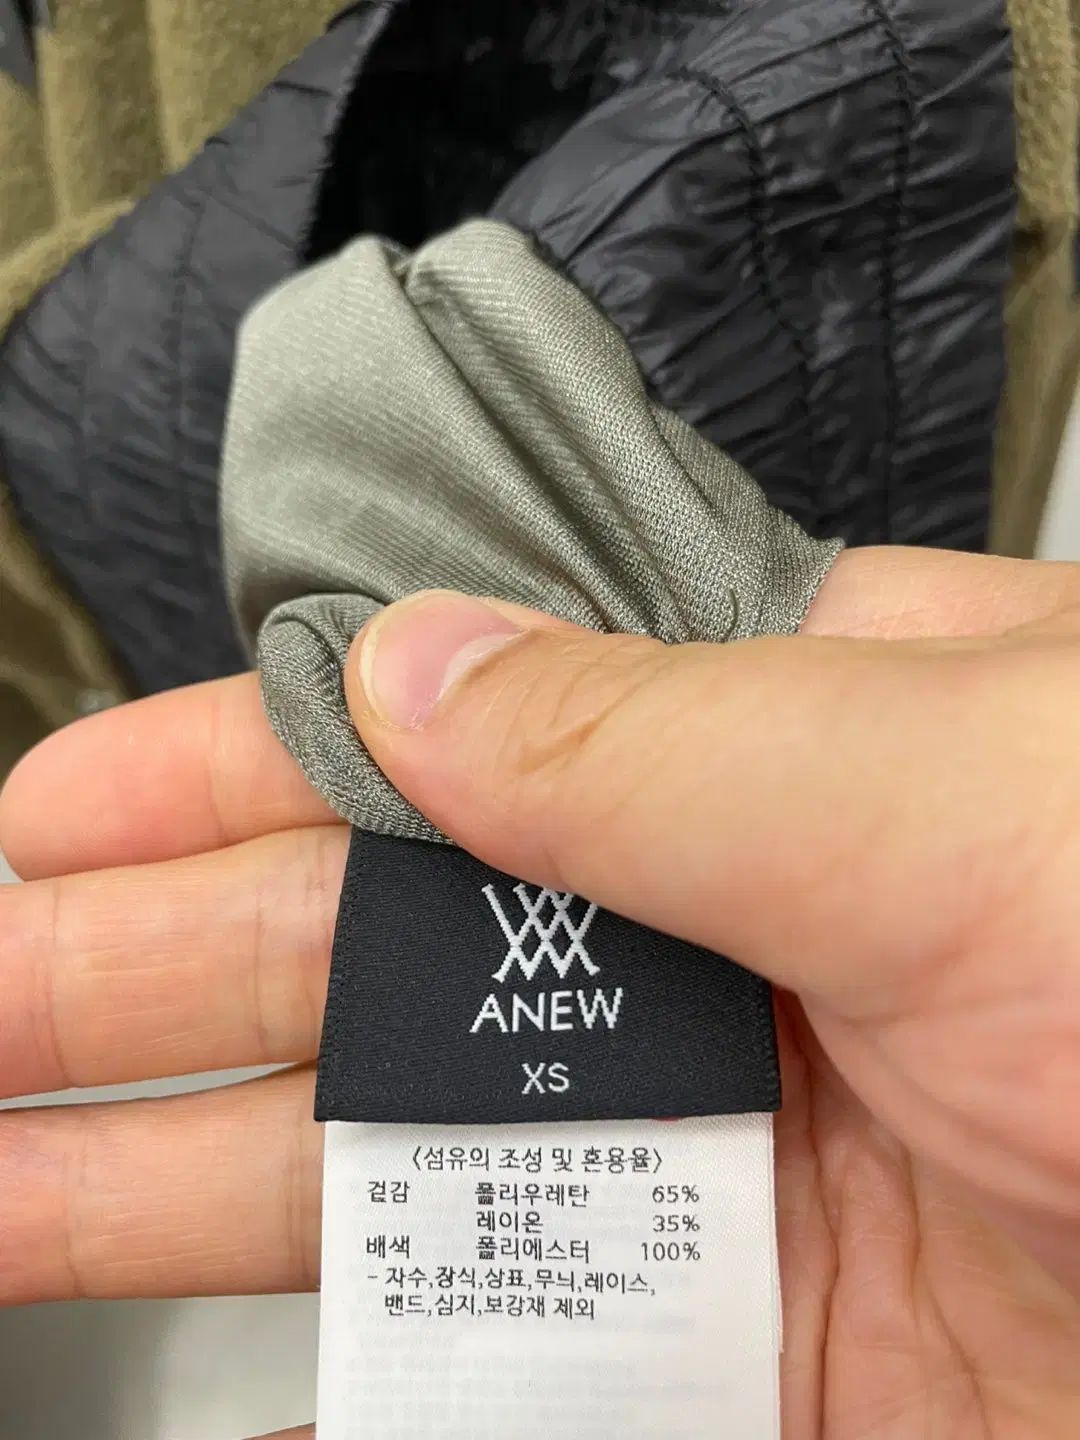 ANEW
XS
〈섬유의 조성 및 혼용율〉
겉감 폴리우레탄 65%
레이온 35%
배색 폴리에스터 100%
- 자수,장식,상표,무늬,레이스,
밴드,심지,보강재 제외